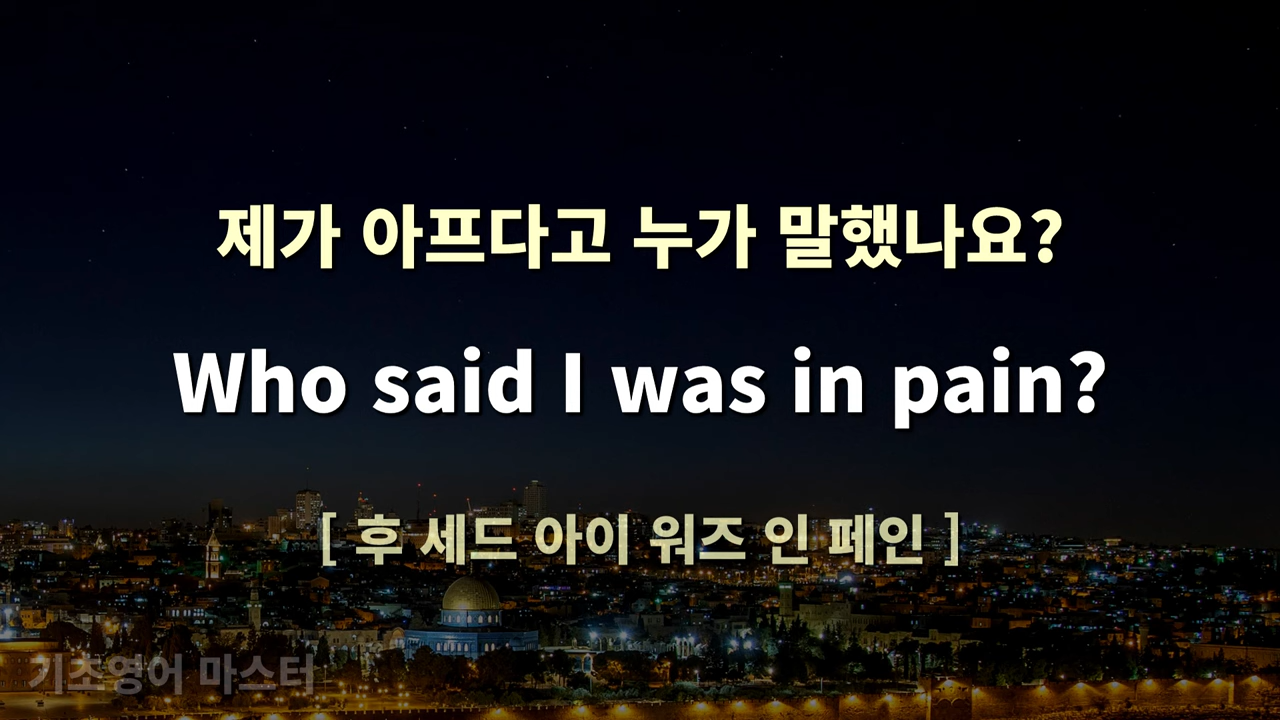 제가 아프다고 누가 말했나요?
Who said I was in pain?
[ 후 세드 아이 워즈 인 페인 ]
기초영어 마스터